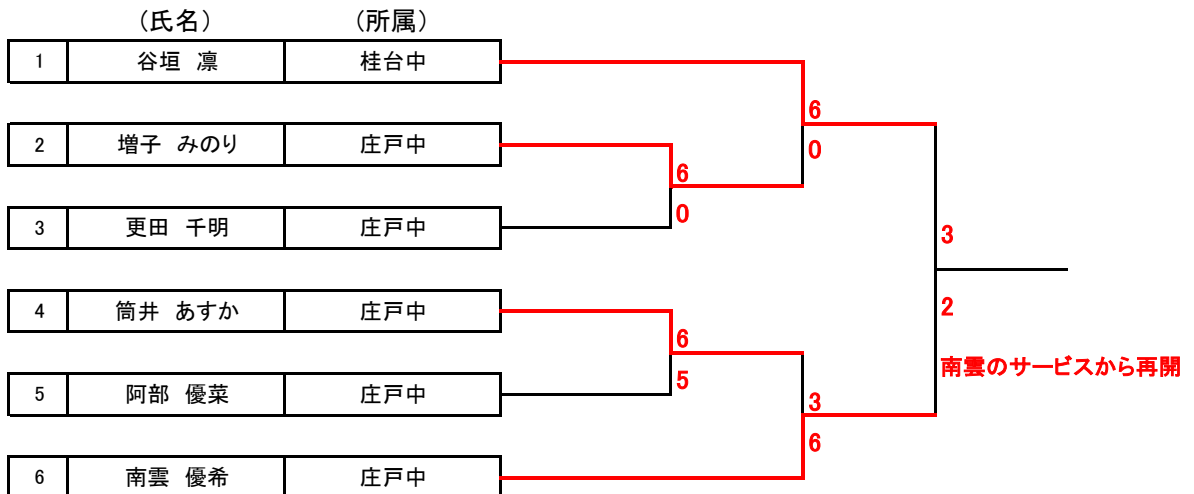 （氏名） （所属）
1 谷垣 凛 桂台中
6
2 増子 みのり 庄戸中
0
6
0
3 更田 千明 庄戸中
3
4 筒井 あすか 庄戸中
2
6
南雲のサービスから再開
5
5 阿部 優菜 庄戸中
3
6
6 南雲 優希 庄戸中